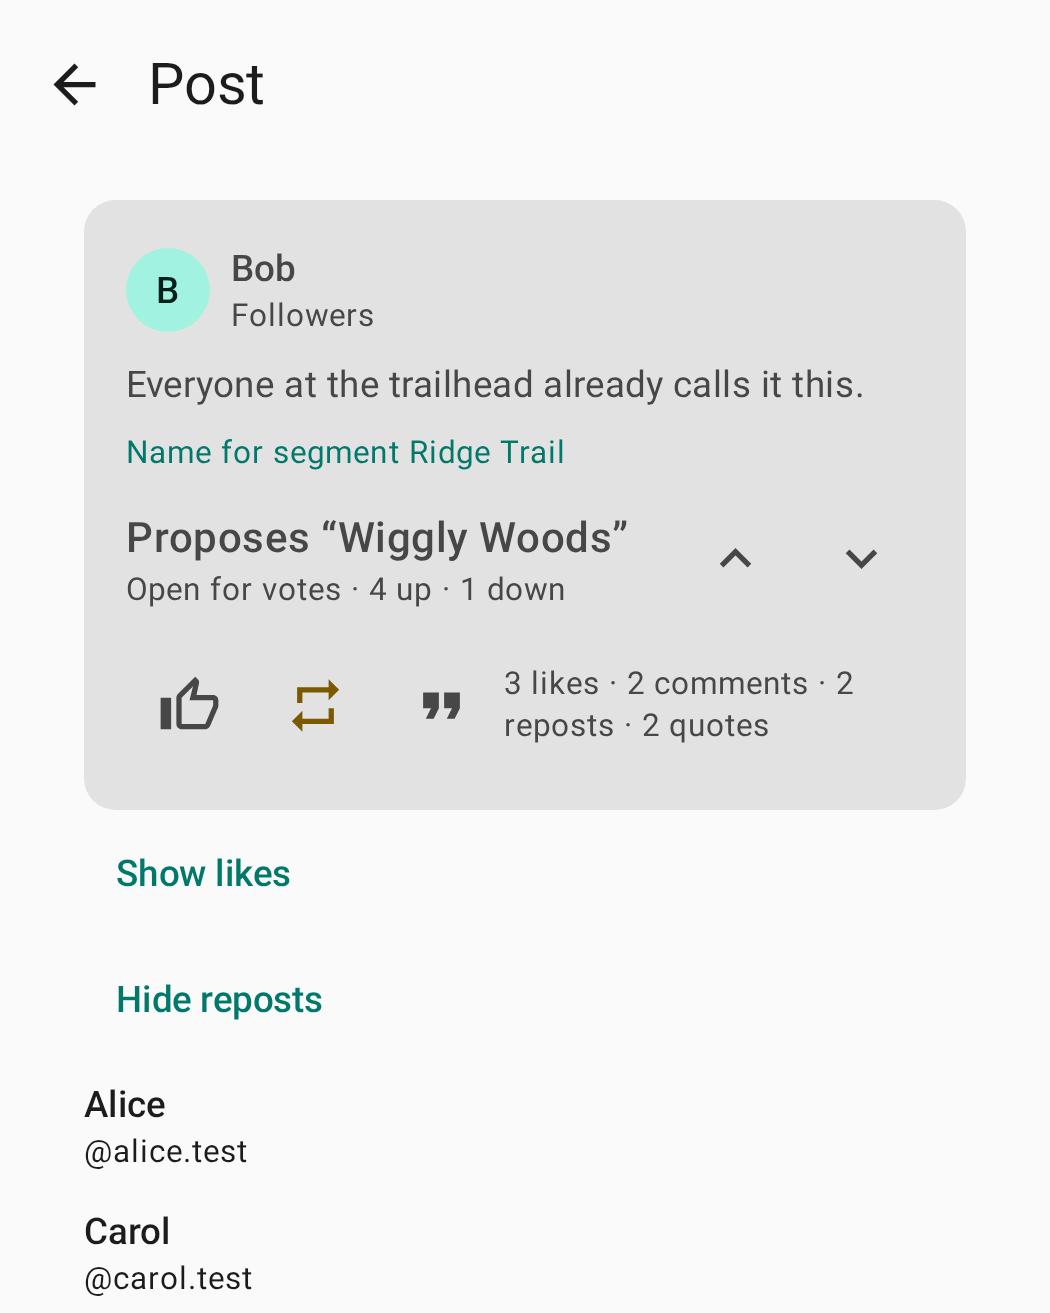 Post
B
Bob
Followers
Everyone at the trailhead already calls it this.
Name for segment Ridge Trail
Proposes “Wiggly Woods”
Open for votes · 4 up · 1 down
3 likes · 2 comments · 2
reposts · 2 quotes
Show likes
Hide reposts
Alice
@alice.test
Carol
@carol.test